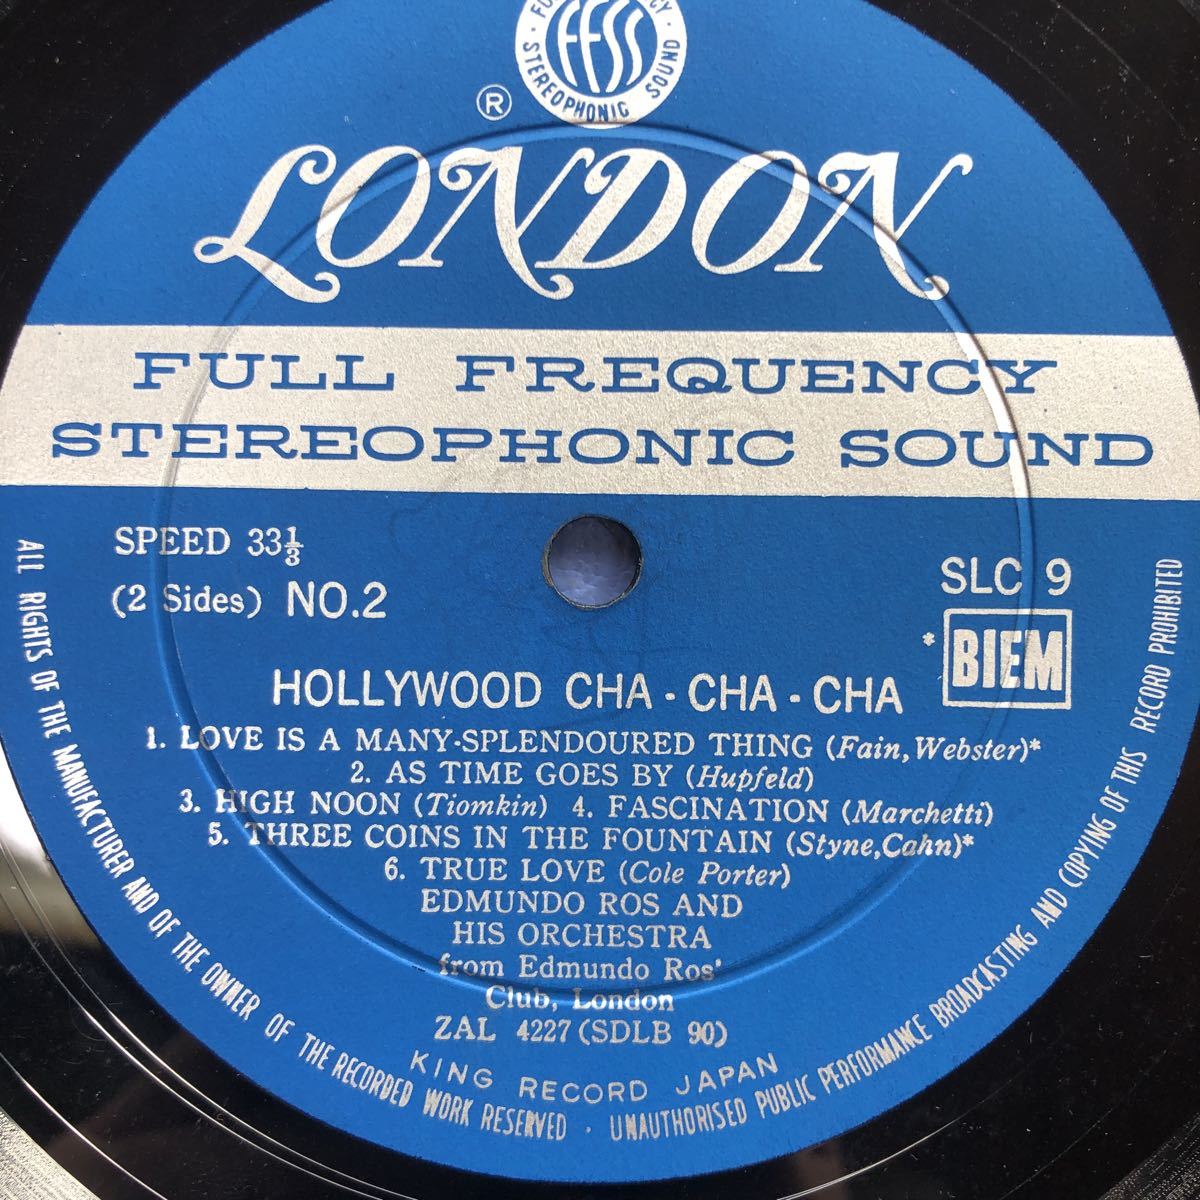 FFSS
STEREOPHONIC SOUND
®
LONDON
FULL FREQUENCY
STEREOPHONIC SOUND
SPEED 33⅓
(2 Sides) NO.2
SLC 9
* BIEM
HOLLYWOOD CHA - CHA - CHA
1. LOVE IS A MANY-SPLENDOURED THING (Fain, Webster)*
2. AS TIME GOES BY (Hupfeld)
3. HIGH NOON (Tiomkin) 4. FASCINATION (Marchetti)
5. THREE COINS IN THE FOUNTAIN (Styne,Cahn)*
6. TRUE LOVE (Cole Porter)
EDMUNDO ROS AND
HIS ORCHESTRA
from Edmundo Ros'
Club, London
ZAL 4227 (SDLB 90)
KING RECORD JAPAN
ALL RIGHTS OF THE MANUFACTURER AND OF THE OWNER OF THE RECORDED WORK RESERVED · UNAUTHORISED PUBLIC PERFORMANCE BROADCASTING AND COPYING OF THIS RECORD PROHIBITED